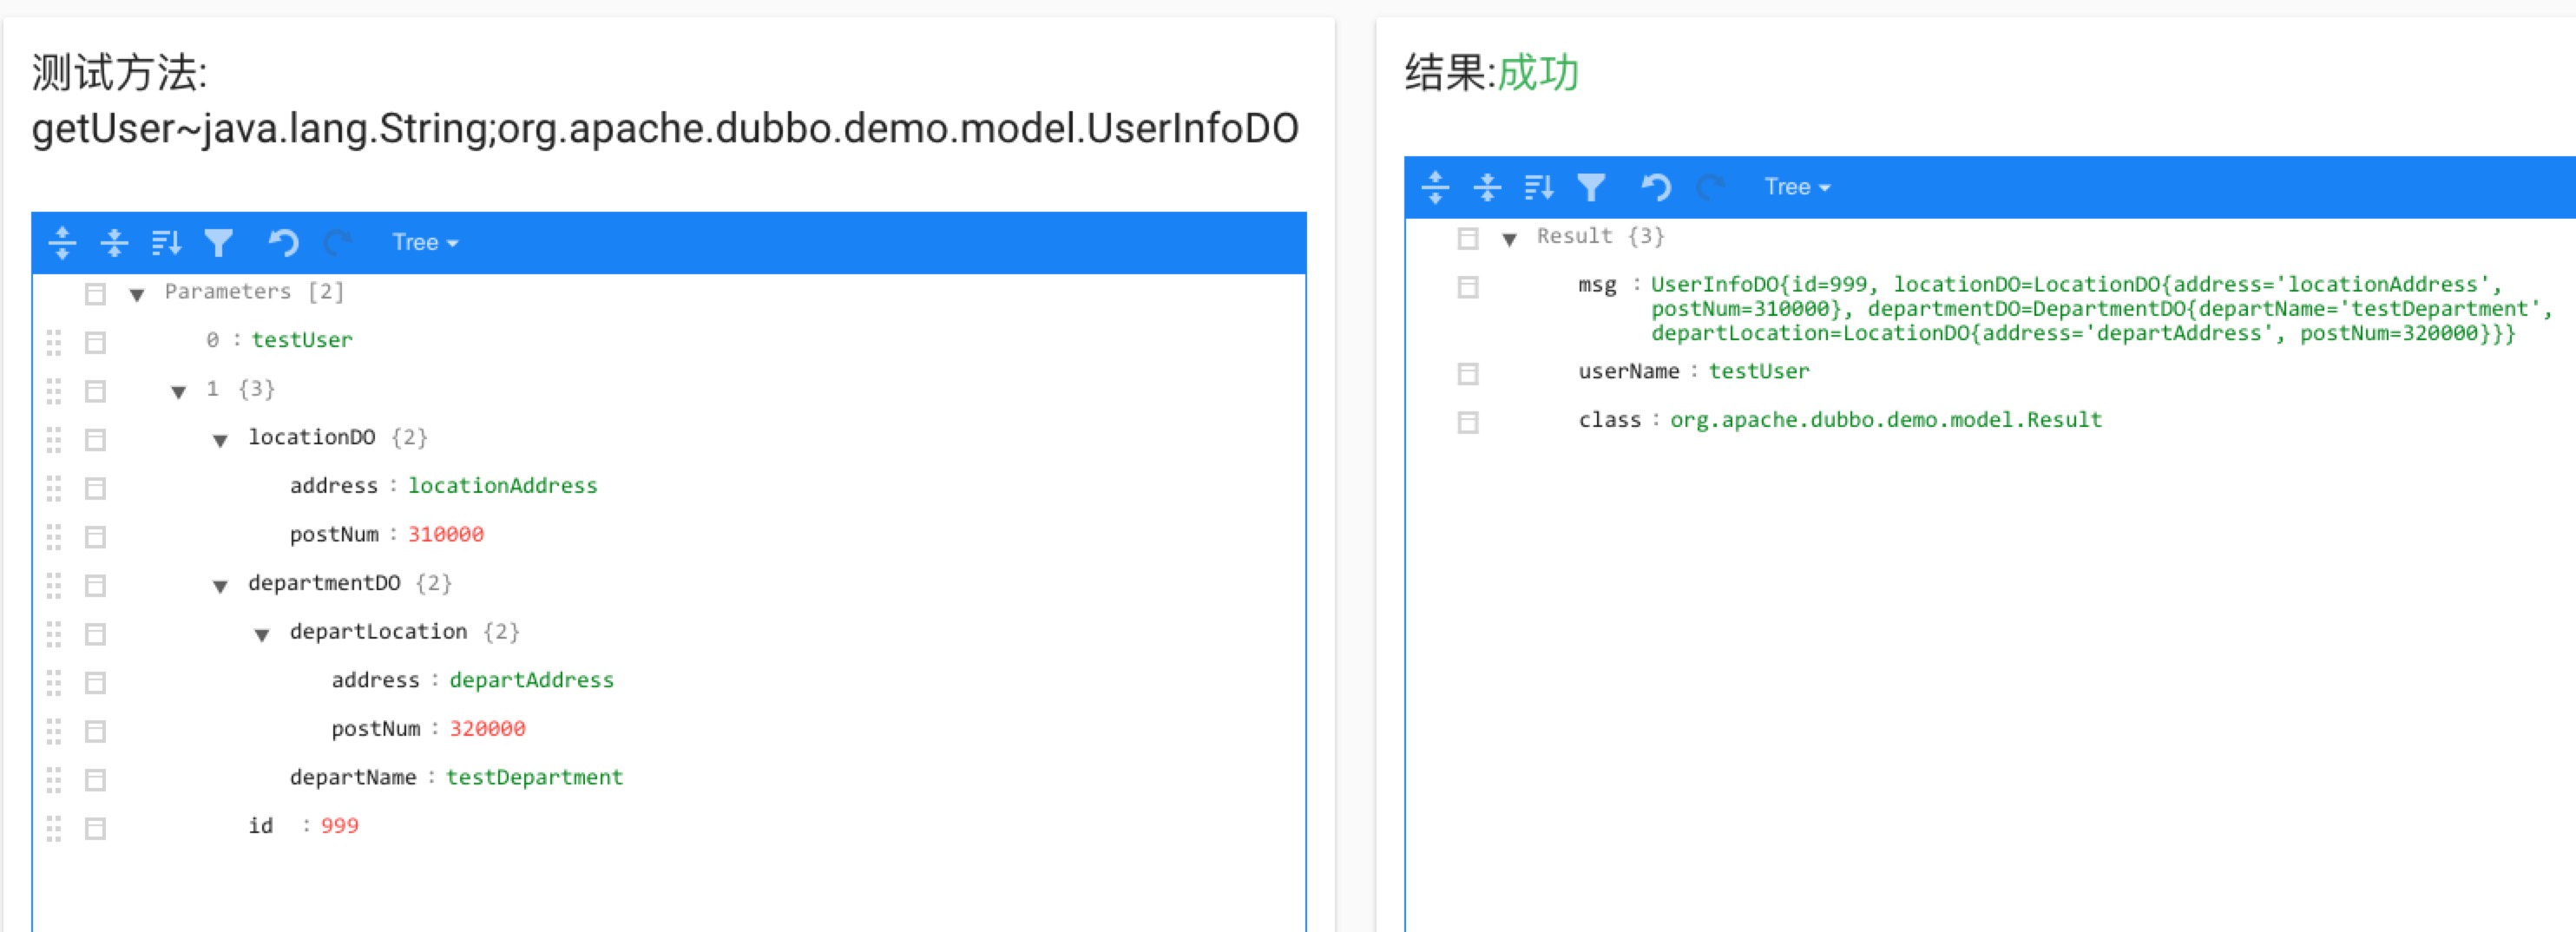 测试方法:
getUser~java.lang.String;org.apache.dubbo.demo.model.UserInfoDO
Tree
Parameters [2]
0 : testUser
1 {3}
locationDO {2}
address : locationAddress
postNum : 310000
departmentDO {2}
departLocation {2}
address : departAddress
postNum : 320000
departName : testDepartment
id : 999
结果:成功
Tree
Result {3}
msg : UserInfoDO{id=999, locationDO=LocationDO{address='locationAddress',
postNum=310000}, departmentDO=DepartmentDO{departName='testDepartment',
departLocation=LocationDO{address='departAddress', postNum=320000}}}
userName : testUser
class : org.apache.dubbo.demo.model.Result